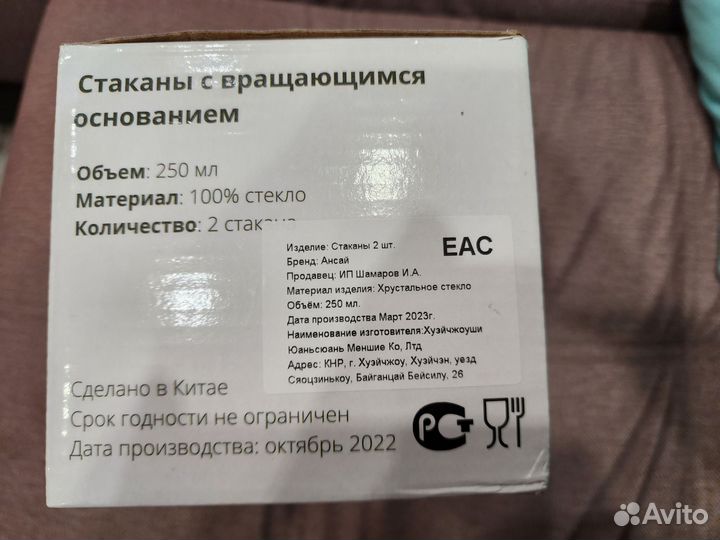 Стаканы с вращающимся
основанием
Объем: 250 мл
Материал: 100% стекло
Количество: 2 стакана
Изделие: Стаканы 2 шт.
Бренд: Ансай
Продавец: ИП Шамаров И.А.
Материал изделия: Хрустальное стекло
Объём: 250 мл.
Дата производства Март 2023г.
Наименование изготовителя:Хуэйчжоуши
Юаньсюань Меншие Ко, Лтд
Адрес: КНР, г. Хуэйчжоу, Хуэйчэн, уезд
Сяоцзинькоу, Байганцай Бейсилу, 26
EAC
Сделано в Китае
Срок годности не ограничен
Дата производства: октябрь 2022
РСТ
Avito